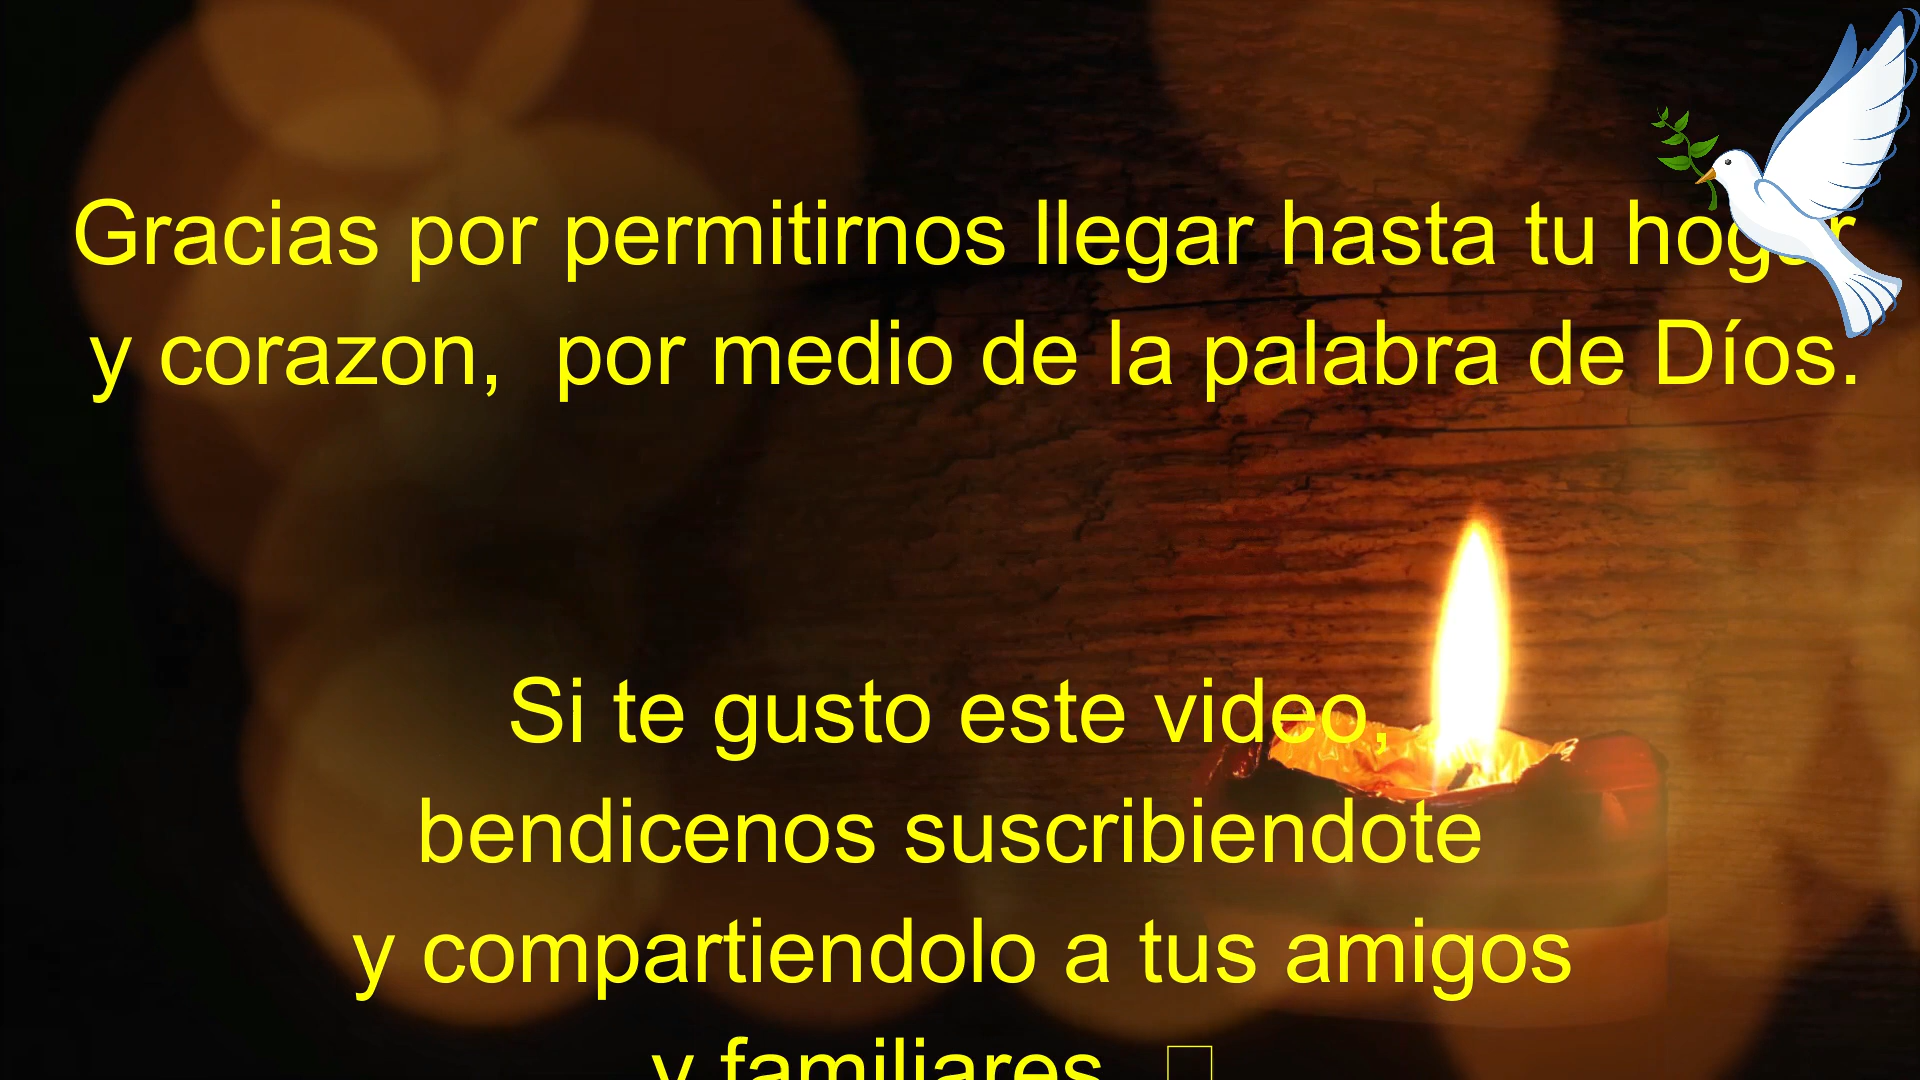 Gracias por permitirnos llegar hasta tu hogar
y corazon, por medio de la palabra de Díos.
Si te gusto este video,
bendicenos suscribiendote
y compartiendolo a tus amigos
y familiares.